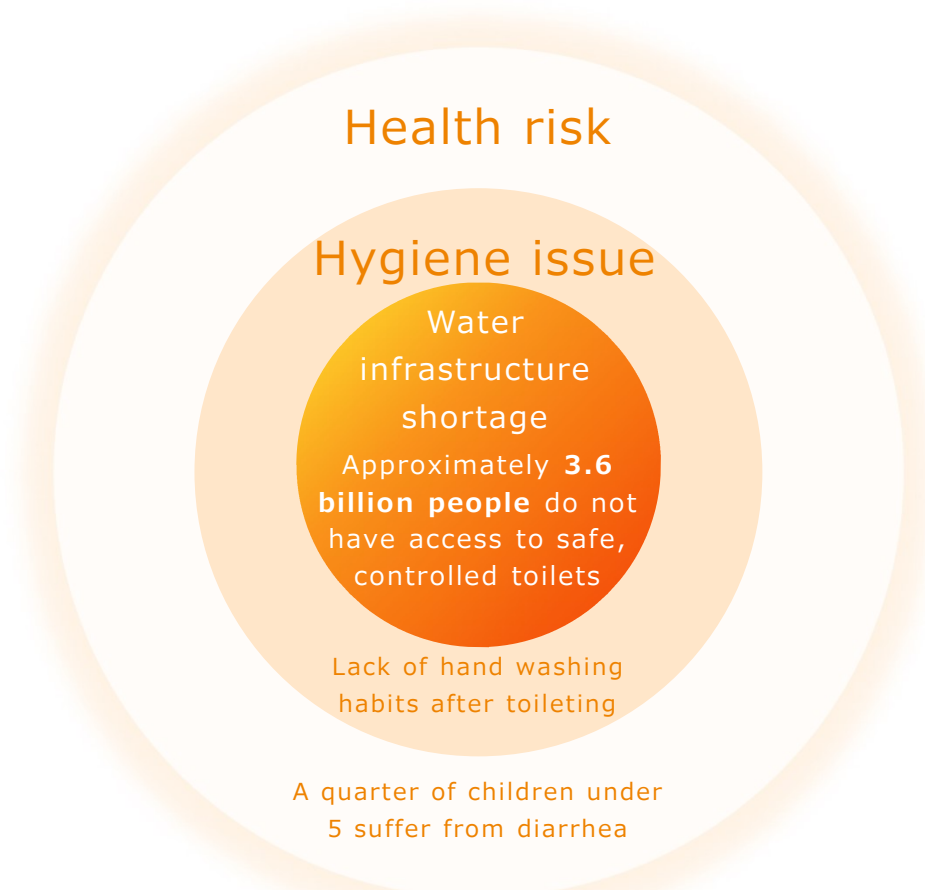 Health risk
Hygiene issue
Water
infrastructure
shortage
Approximately 3.6
billion people do not
have access to safe,
controlled toilets
Lack of hand washing
habits after toileting
A quarter of children under
5 suffer from diarrhea